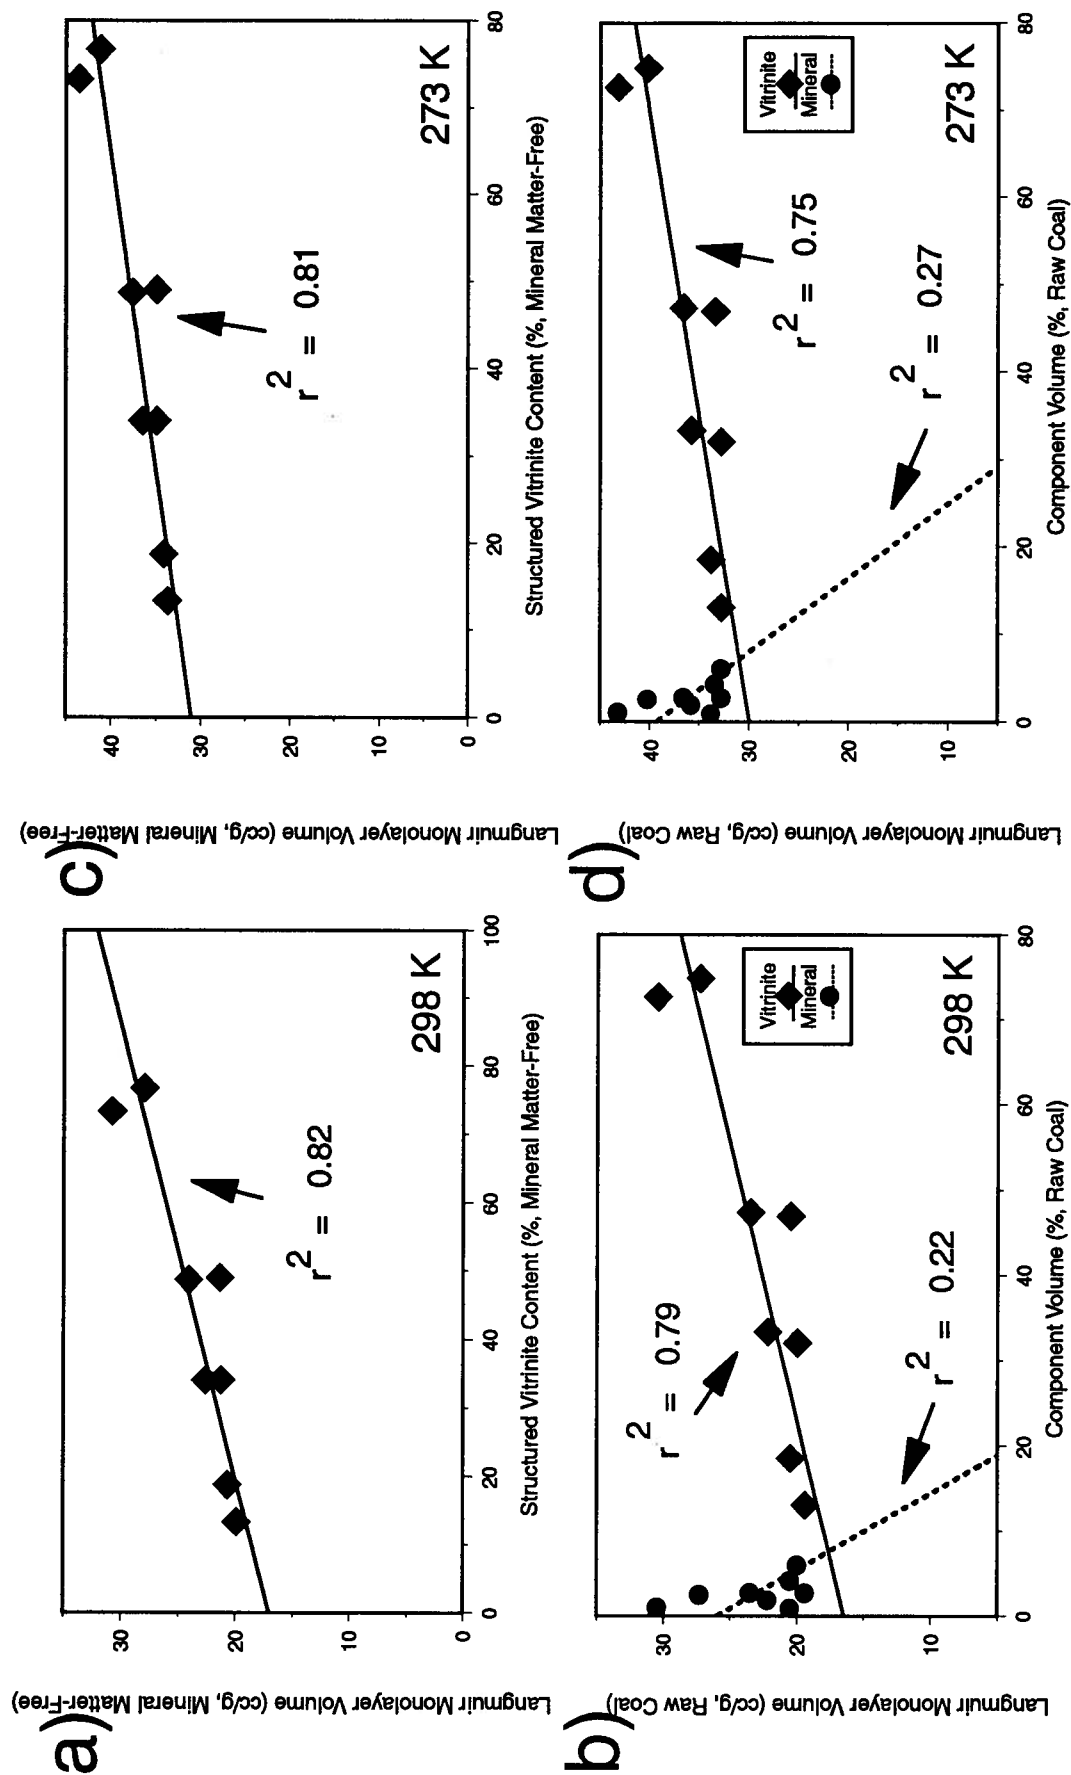 a)
Langmuir Monolayer Volume (cc/g, Mineral Matter-Free)
30
20
10
0
r² = 0.82
298 K
0 20 40 60 80 100
Structured Vitrinite Content (%, Mineral Matter-Free)
c)
Langmuir Monolayer Volume (cc/g, Mineral Matter-Free)
40
30
20
10
0
r² = 0.81
273 K
0 20 40 60 80
Structured Vitrinite Content (%, Mineral Matter-Free)
b)
Langmuir Monolayer Volume (cc/g, Raw Coal)
30
20
10
r² = 0.79
r² = 0.22
Vitrinite
Mineral
298 K
0 20 40 60 80
Component Volume (%, Raw Coal)
d)
Langmuir Monolayer Volume (cc/g, Raw Coal)
40
30
20
10
r² = 0.75
r² = 0.27
Vitrinite
Mineral
273 K
0 20 40 60 80
Component Volume (%, Raw Coal)